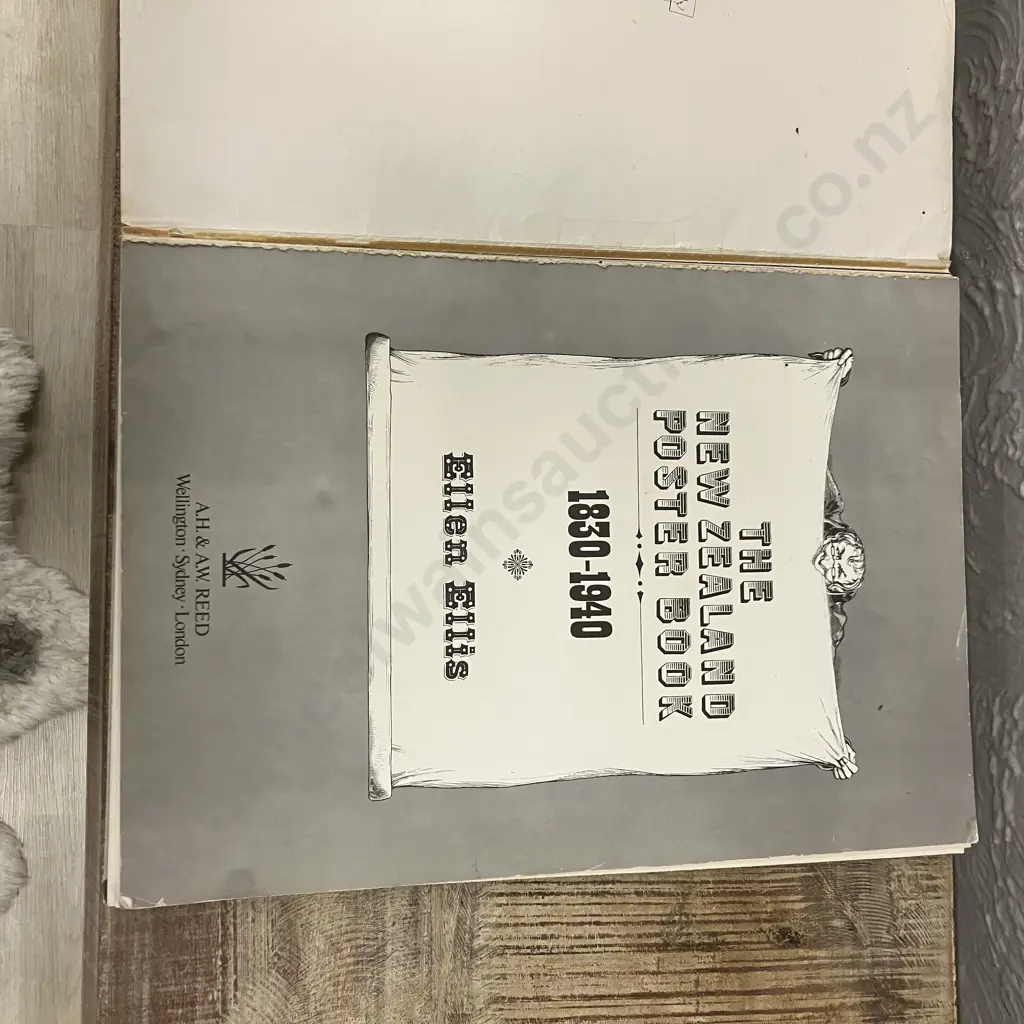 THE
NEW ZEALAND
POSTER BOOK
1830-1940
Ellen Ellis
A.H. & A.W. REED
Wellington · Sydney · London